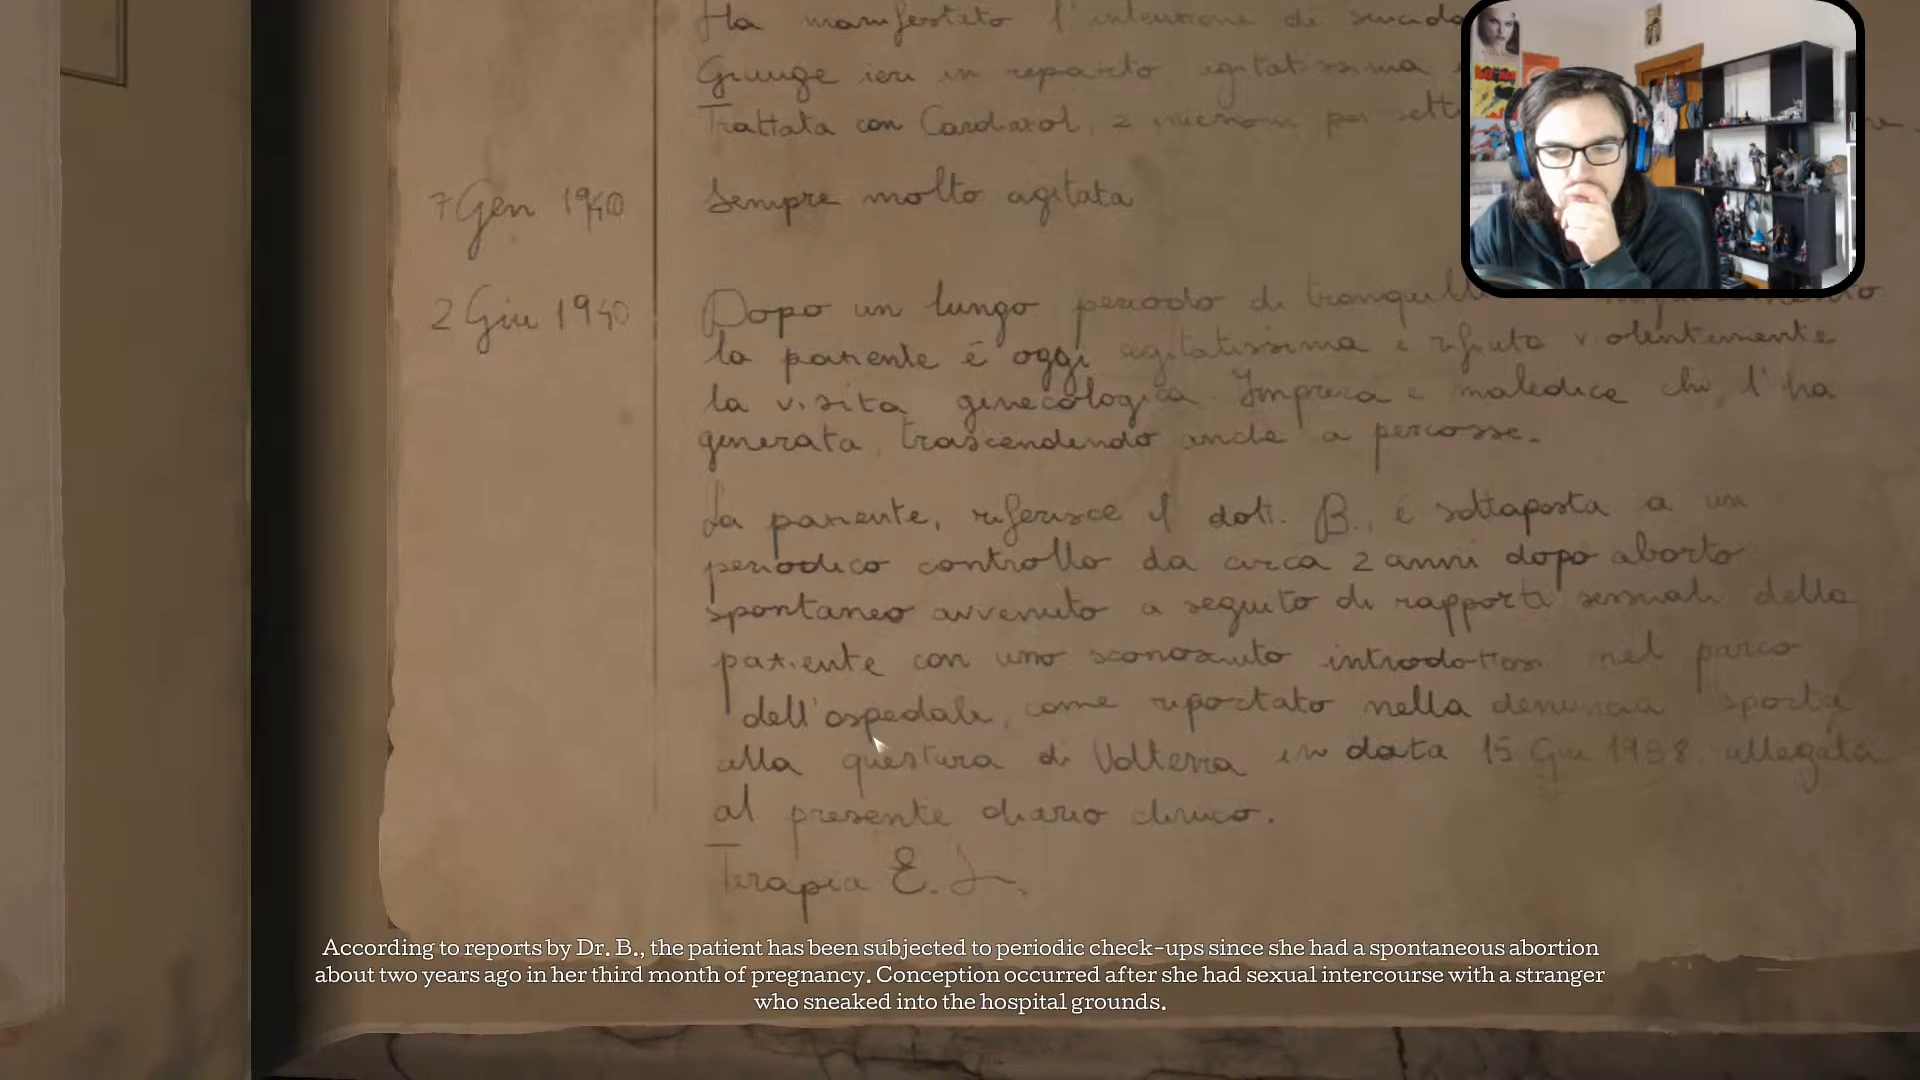 Ha manifestato l'intenzione di suicida
Giunge ieri in reparto agitatissima
Trattata con Cardiazol, 2 iniezioni per sett
7 Gen 1940
Sempre molto agitata
2 Giu 1940
Dopo un lungo periodo di tranquill
la paziente è oggi agitatissima e rifiuta violentemente
la visita ginecologica. Impreca e maledice chi l'ha
generata, trascendendo anche a percosse.
La paziente, riferisce il dott. B., è sottoposta a un
periodico controllo da circa 2 anni dopo aborto
spontaneo avvenuto a seguito di rapporti sessuali della
paziente con uno sconosciuto introdottosi nel parco
dell'ospedale, come riportato nella denuncia sporta
alla questura di Volterra in data 15 Giu 1938, allegata
al presente diario clinico.
Terapia E.
According to reports by Dr. B., the patient has been subjected to periodic check-ups since she had a spontaneous abortion
about two years ago in her third month of pregnancy. Conception occurred after she had sexual intercourse with a stranger
who sneaked into the hospital grounds.